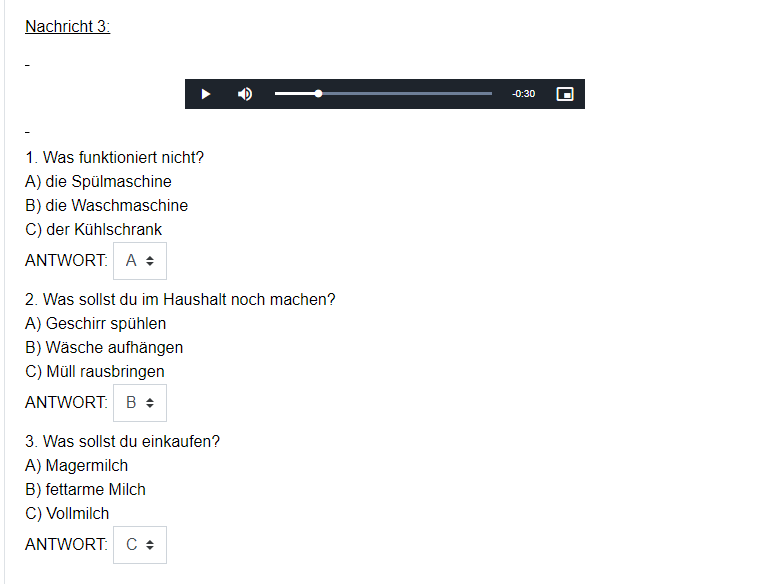 Nachricht 3:
-
-0:30
-
1. Was funktioniert nicht?
A) die Spülmaschine
B) die Waschmaschine
C) der Kühlschrank
ANTWORT: A
2. Was sollst du im Haushalt noch machen?
A) Geschirr spühlen
B) Wäsche aufhängen
C) Müll rausbringen
ANTWORT: B
3. Was sollst du einkaufen?
A) Magermilch
B) fettarme Milch
C) Vollmilch
ANTWORT: C